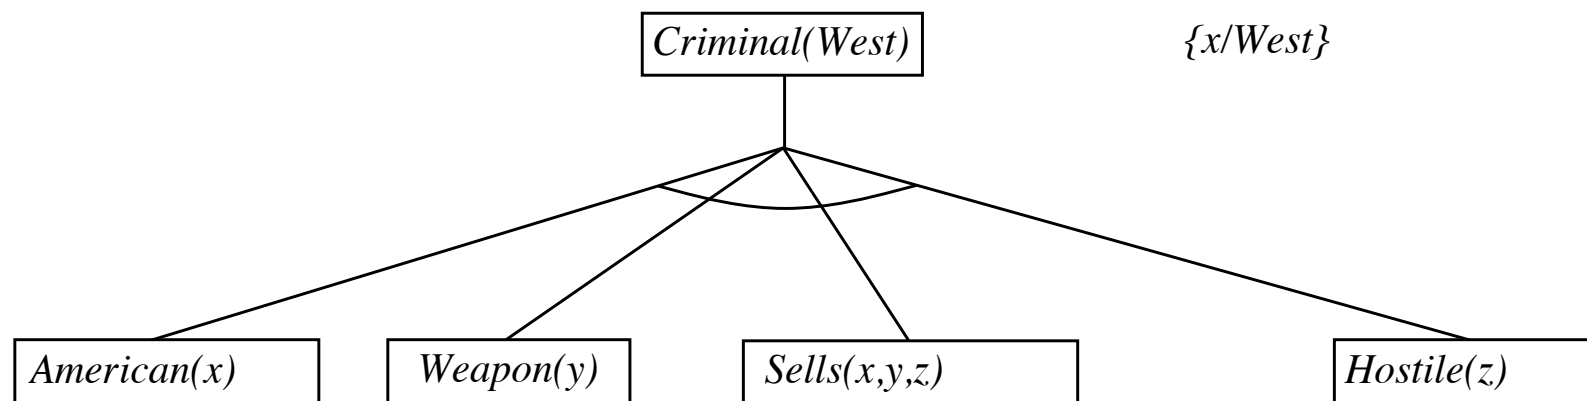 Criminal(West)
{x/West}
American(x)
Weapon(y)
Sells(x,y,z)
Hostile(z)